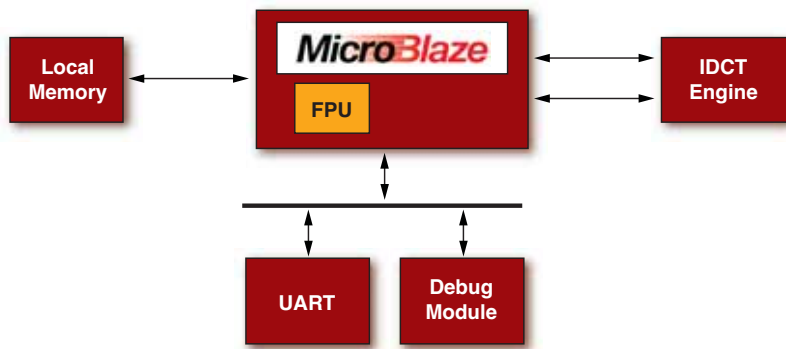 MicroBlaze
Local
Memory
FPU
IDCT
Engine
UART
Debug
Module